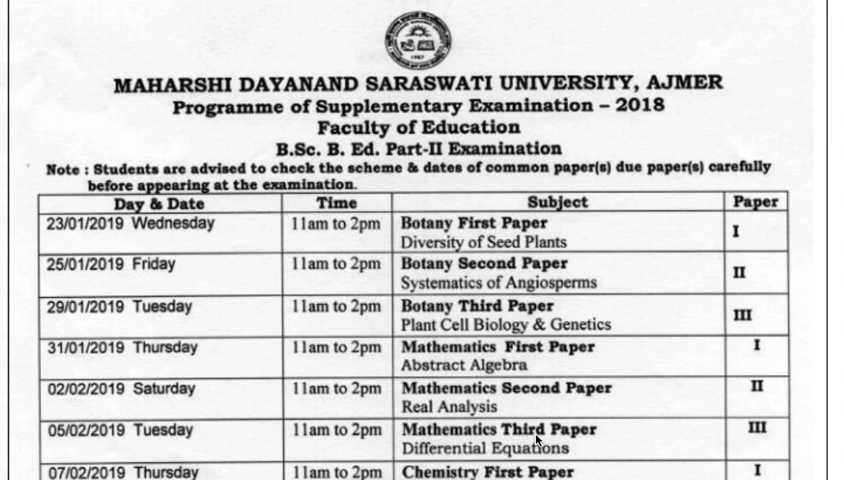 MAHARSHI DAYANAND SARASWATI UNIVERSITY, AJMER
Programme of Supplementary Examination – 2018
Faculty of Education
B.Sc. B. Ed. Part-II Examination
Note : Students are advised to check the scheme & dates of common paper(s) due paper(s) carefully
before appearing at the examination.
Day & Date Time Subject Paper
23/01/2019 Wednesday 11am to 2pm Botany First Paper I
Diversity of Seed Plants
25/01/2019 Friday 11am to 2pm Botany Second Paper II
Systematics of Angiosperms
29/01/2019 Tuesday 11am to 2pm Botany Third Paper III
Plant Cell Biology & Genetics
31/01/2019 Thursday 11am to 2pm Mathematics First Paper I
Abstract Algebra
02/02/2019 Saturday 11am to 2pm Mathematics Second Paper II
Real Analysis
05/02/2019 Tuesday 11am to 2pm Mathematics Third Paper III
Differential Equations
07/02/2019 Thursday 11am to 2pm Chemistry First Paper I